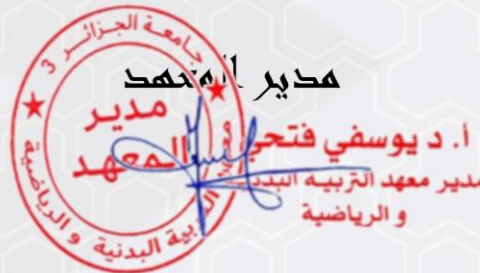 مدير المعهد
جامعة الجزائر 3
مدير
المعهد
التربية البدنية و الرياضية
أ. د يوسفي فتحي
مدير معهد التربية البدنية
و الرياضية